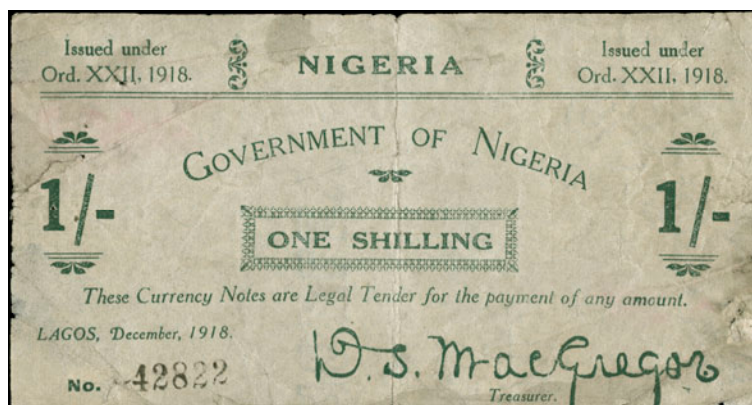 Issued under
Ord. XXII, 1918.
NIGERIA
Issued under
Ord. XXII, 1918.
GOVERNMENT OF NIGERIA
1/-
1/-
ONE SHILLING
These Currency Notes are Legal Tender for the payment of any amount.
LAGOS, December, 1918.
No. 42822
D. S. MacGregor
Treasurer.